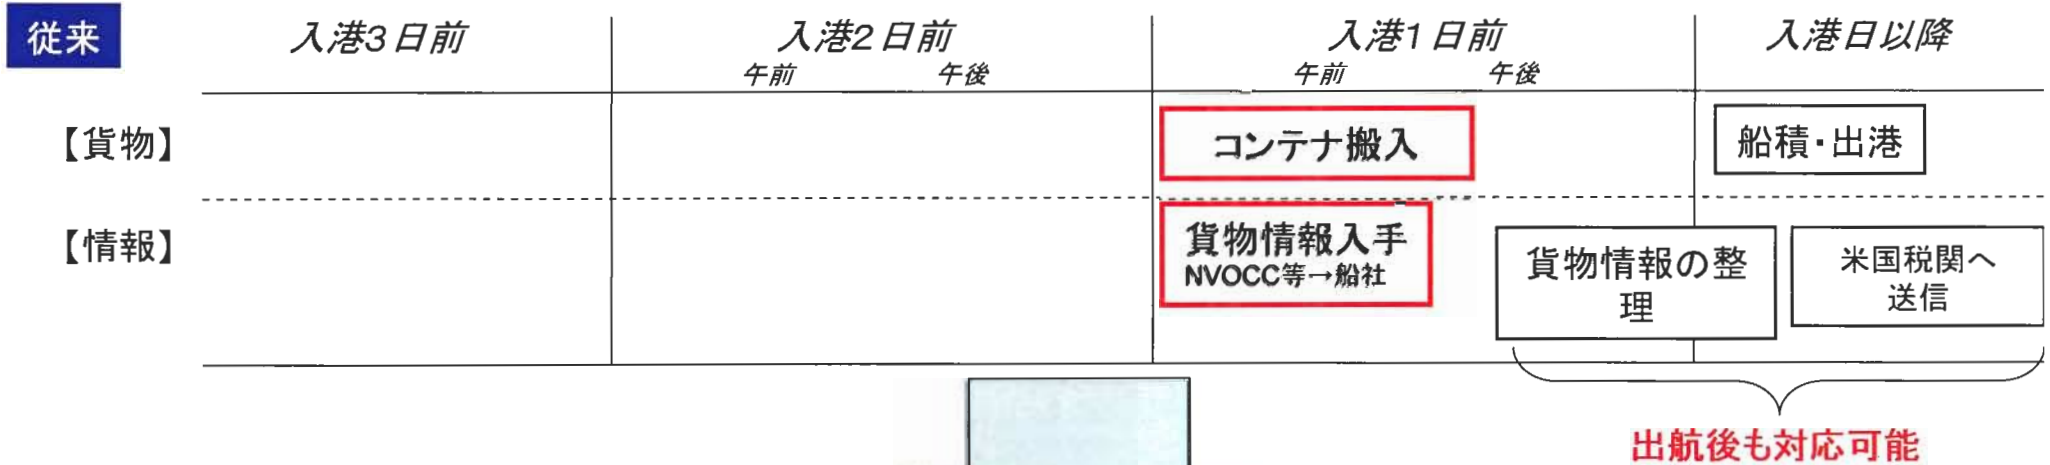 従来
入港3日前
入港2日前
入港1日前
入港日以降
午前
午後
午前
午後
【貨物】
コンテナ搬入
船積・出港
【情報】
貨物情報入手
NVOCC等→船社
貨物情報の整
理
米国税関へ
送信
出航後も対応可能